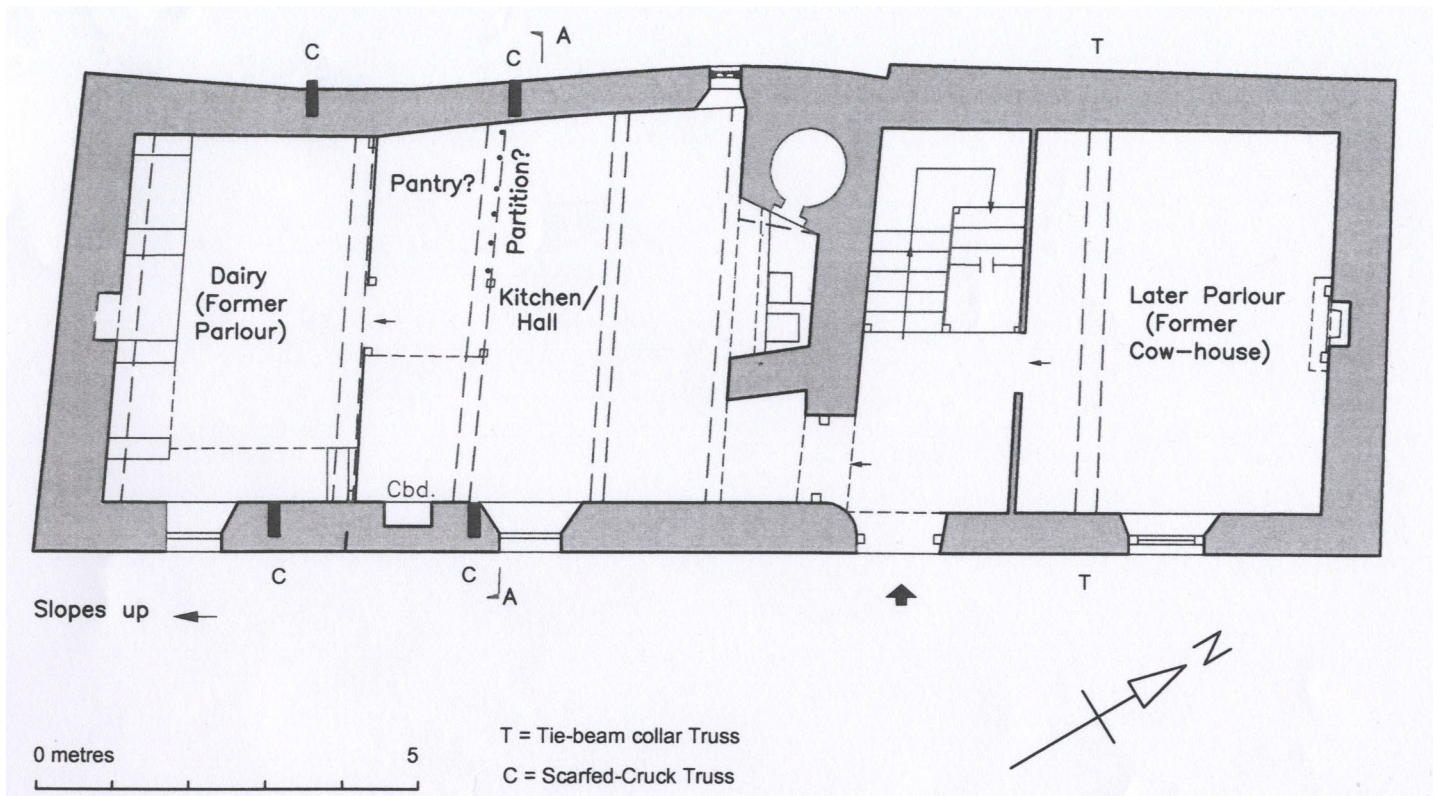 C
C
A
T
Pantry?
Partition?
Dairy
(Former
Parlour)
Kitchen/
Hall
Later Parlour
(Former
Cow-house)
Cbd.
C
C
A
T
Slopes up
N
0 metres
5
T = Tie-beam collar Truss
C = Scarfed-Cruck Truss